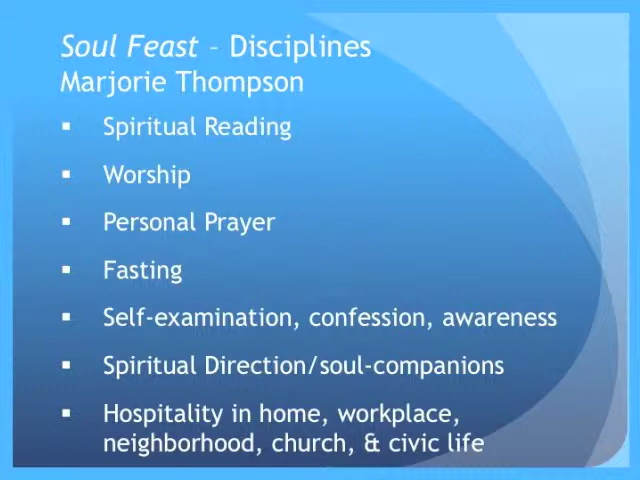 Soul Feast – Disciplines
Marjorie Thompson
▪ Spiritual Reading
▪ Worship
▪ Personal Prayer
▪ Fasting
▪ Self-examination, confession, awareness
▪ Spiritual Direction/soul-companions
▪ Hospitality in home, workplace,
neighborhood, church, & civic life